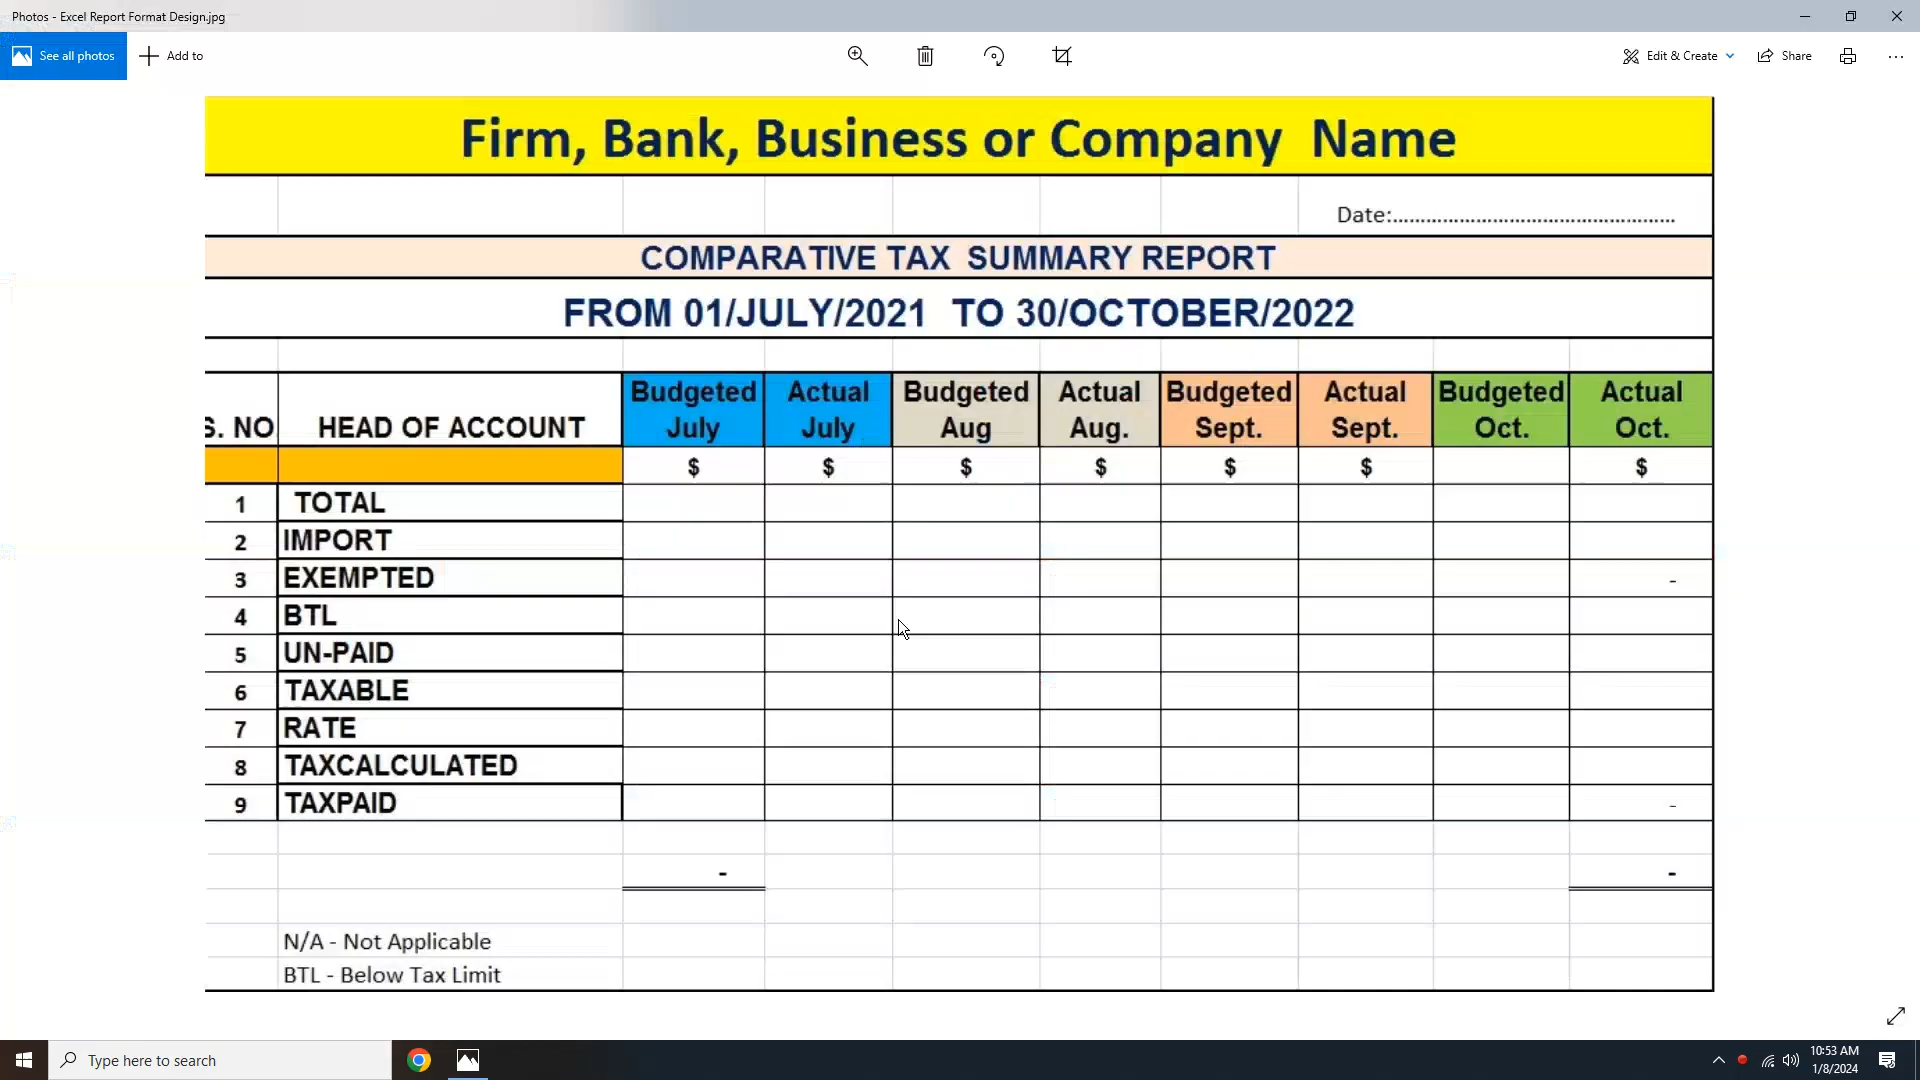 Photos - Excel Report Format Design.jpg
See all photos
Add to
Edit & Create
Share
Firm, Bank, Business or Company Name
Date:....................................................
COMPARATIVE TAX SUMMARY REPORT
FROM 01/JULY/2021 TO 30/OCTOBER/2022
S. NO HEAD OF ACCOUNT Budgeted July Actual July Budgeted Aug Actual Aug. Budgeted Sept. Actual Sept. Budgeted Oct. Actual Oct.
$ $ $ $ $ $ $
1 TOTAL
2 IMPORT
3 EXEMPTED -
4 BTL
5 UN-PAID
6 TAXABLE
7 RATE
8 TAXCALCULATED
9 TAXPAID -
- -
N/A - Not Applicable
BTL - Below Tax Limit
Type here to search
10:53 AM
1/8/2024